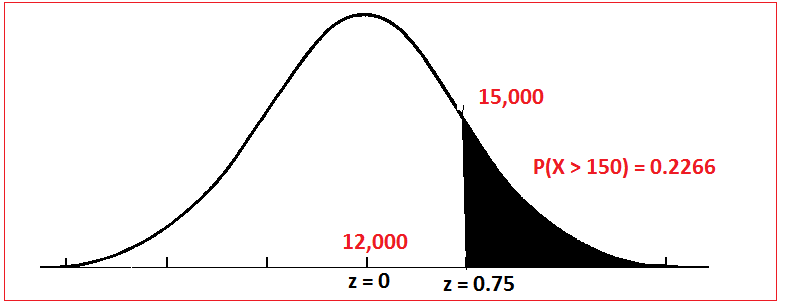 15,000
P(X > 150) = 0.2266
12,000
z = 0
z = 0.75